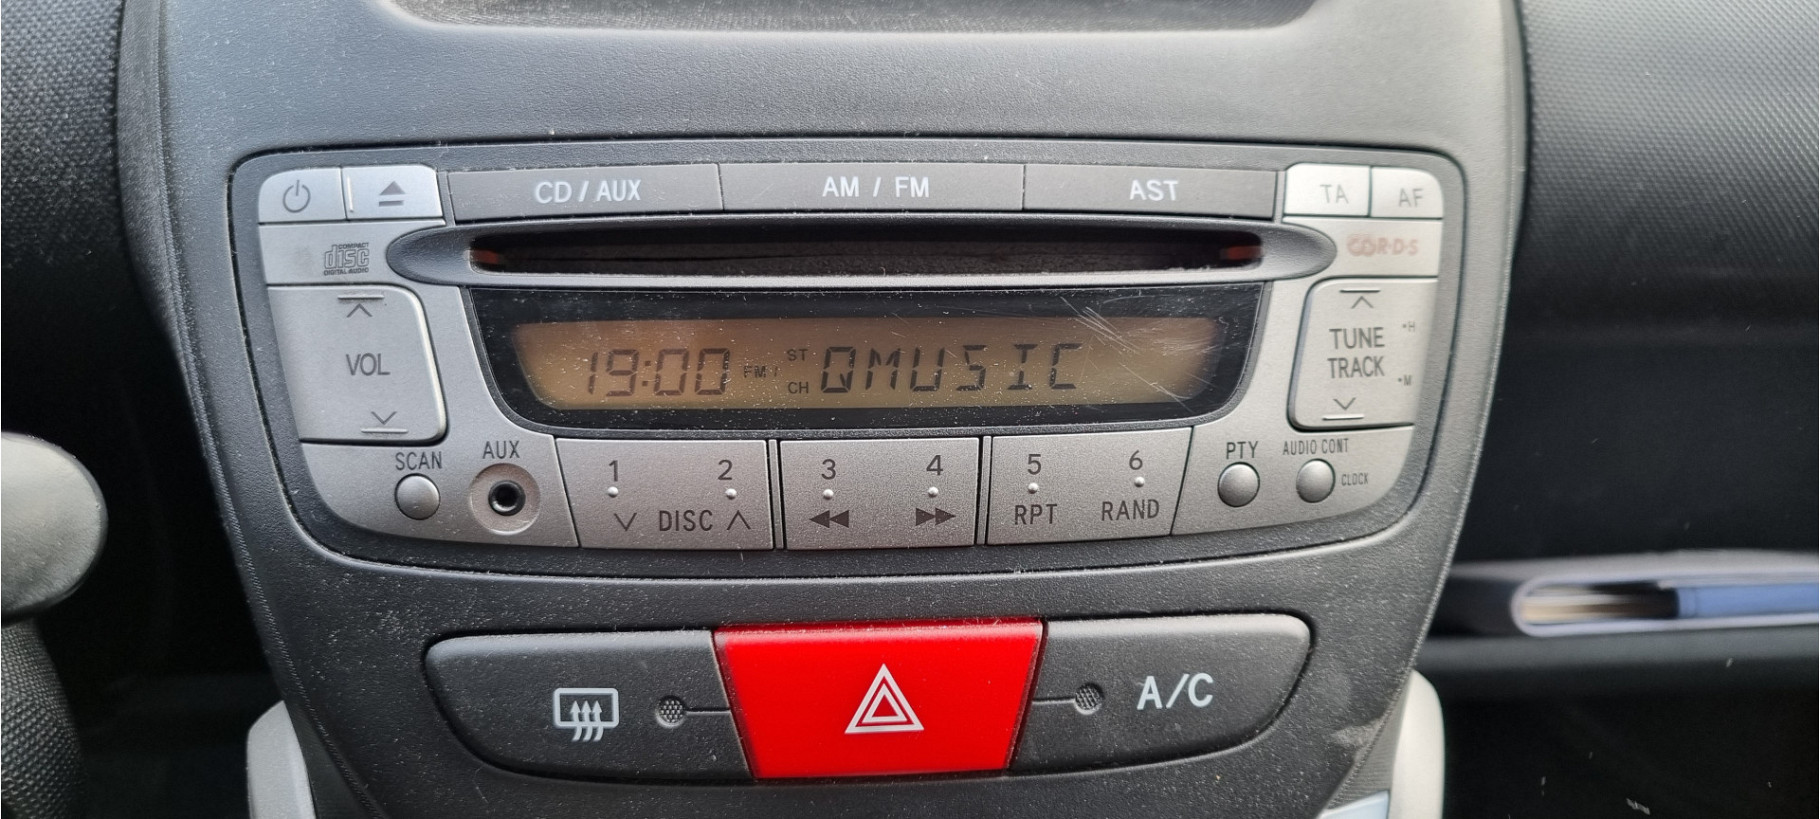 CD / AUX
AM / FM
AST
TA
AF
COMPACT
disc
DIGITAL AUDIO
R·D·S
VOL
19:00
FM
ST
CH
QMUSIC
TUNE
TRACK
H
M
SCAN
AUX
1
2
3
4
5
6
DISC
RPT
RAND
PTY
AUDIO CONT
CLOCK
A/C